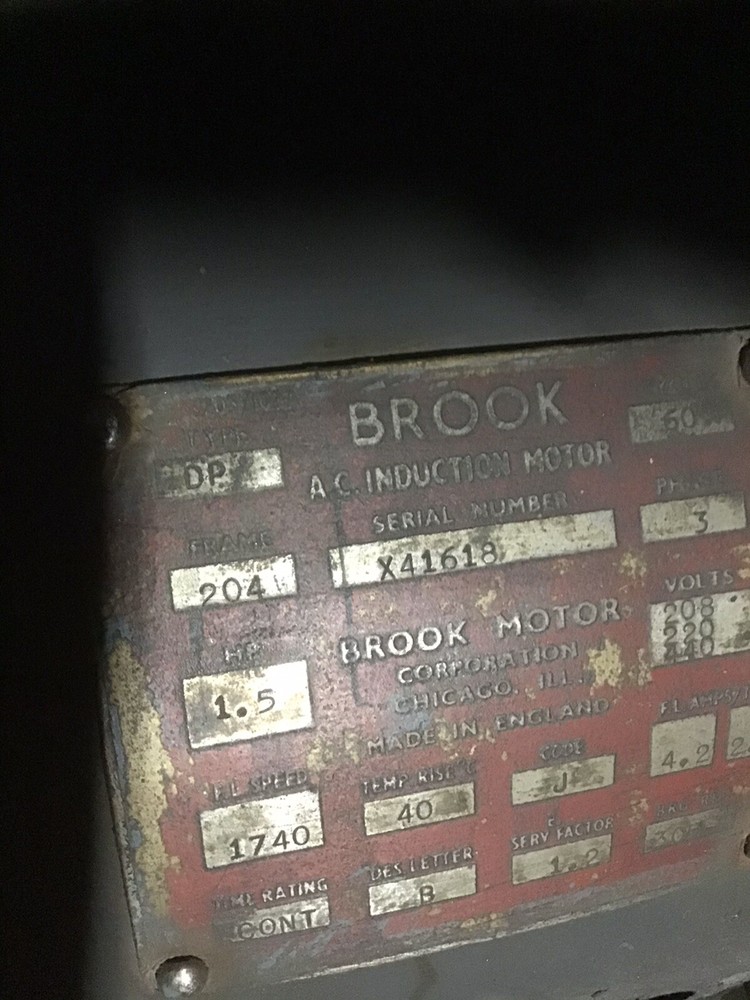 TYPE
BROOK
60
DP
A.C. INDUCTION MOTOR
SERIAL NUMBER
PHASE
3
FRAME
X41618
204
VOLTS
208
220
440
HP
BROOK MOTOR
CORPORATION
CHICAGO, ILL.,
MADE IN ENGLAND
1.5
F.L. AMPS
4.2
2
F.L. SPEED
TEMP RISE °C
CODE
J
40
1740
SERV FACTOR
1.2
DES LETTER
B
TIME RATING
CONT